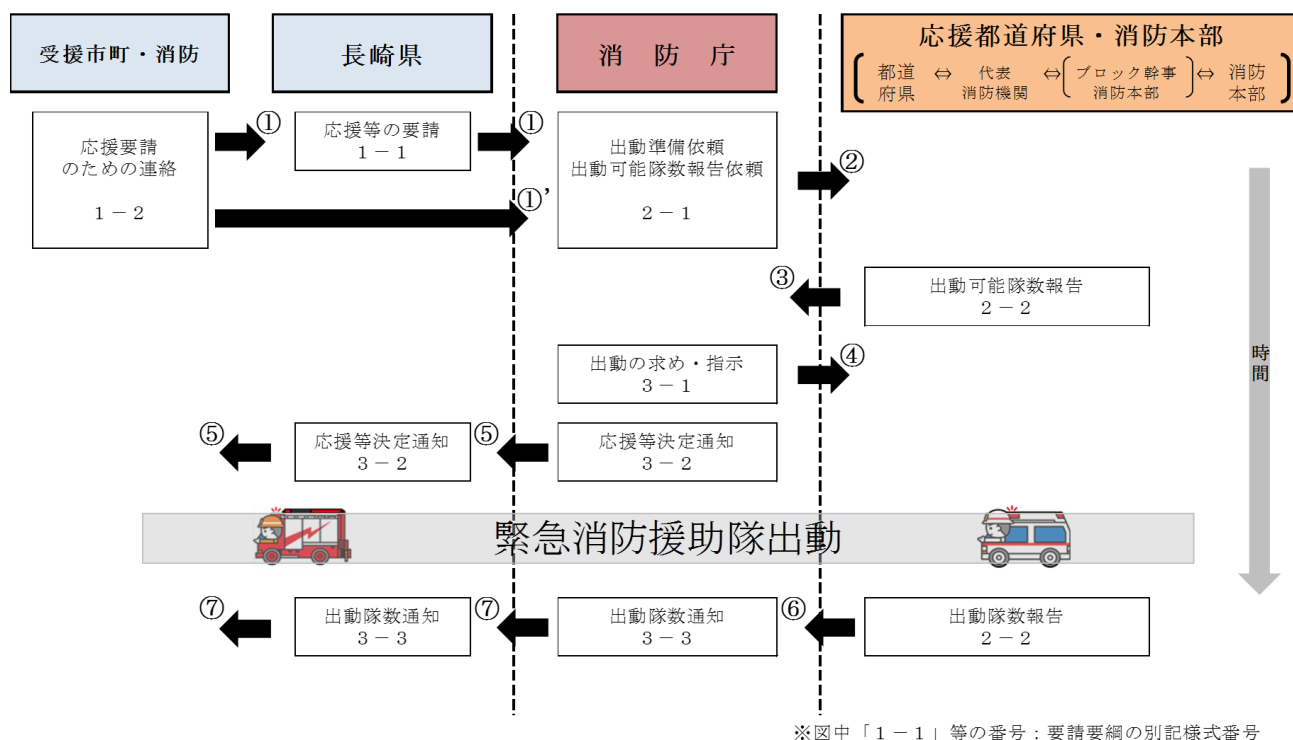 受援市町・消防
長崎県
消 防 庁
応援都道府県・消防本部
都道
府県
⇔
代表
消防機関
⇔
ブロック幹事
消防本部
⇔
消防
本部
応援要請
のための連絡
1－2
①
応援等の要請
1－1
①
①’
出動準備依頼
出動可能隊数報告依頼
2－1
②
③
出動可能隊数報告
2－2
出動の求め・指示
3－1
④
⑤
応援等決定通知
3－2
⑤
応援等決定通知
3－2
時間
緊急消防援助隊出動
⑦
出動隊数通知
3－3
⑦
出動隊数通知
3－3
⑥
出動隊数報告
2－2
※図中「1－1」等の番号：要請要綱の別記様式番号